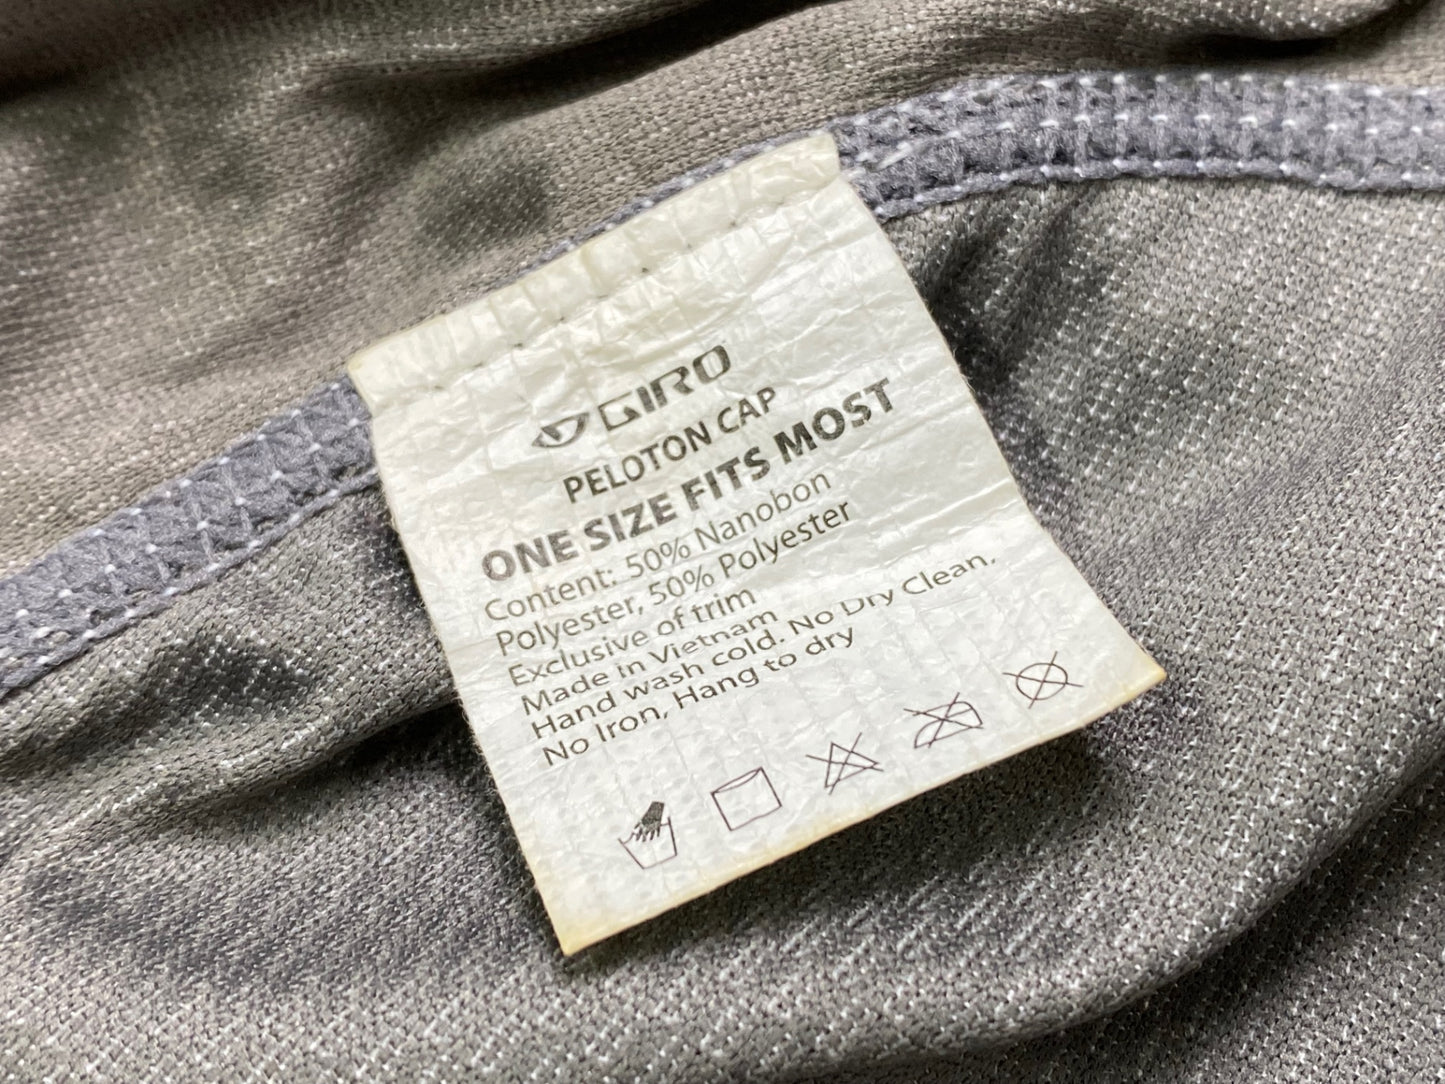 GIRO
PELOTON CAP
ONE SIZE FITS MOST
Content: 50% Nanobon
Polyester, 50% Polyester
Exclusive of trim
Made in Vietnam
Hand wash cold. No Dry Clean.
No Iron, Hang to dry